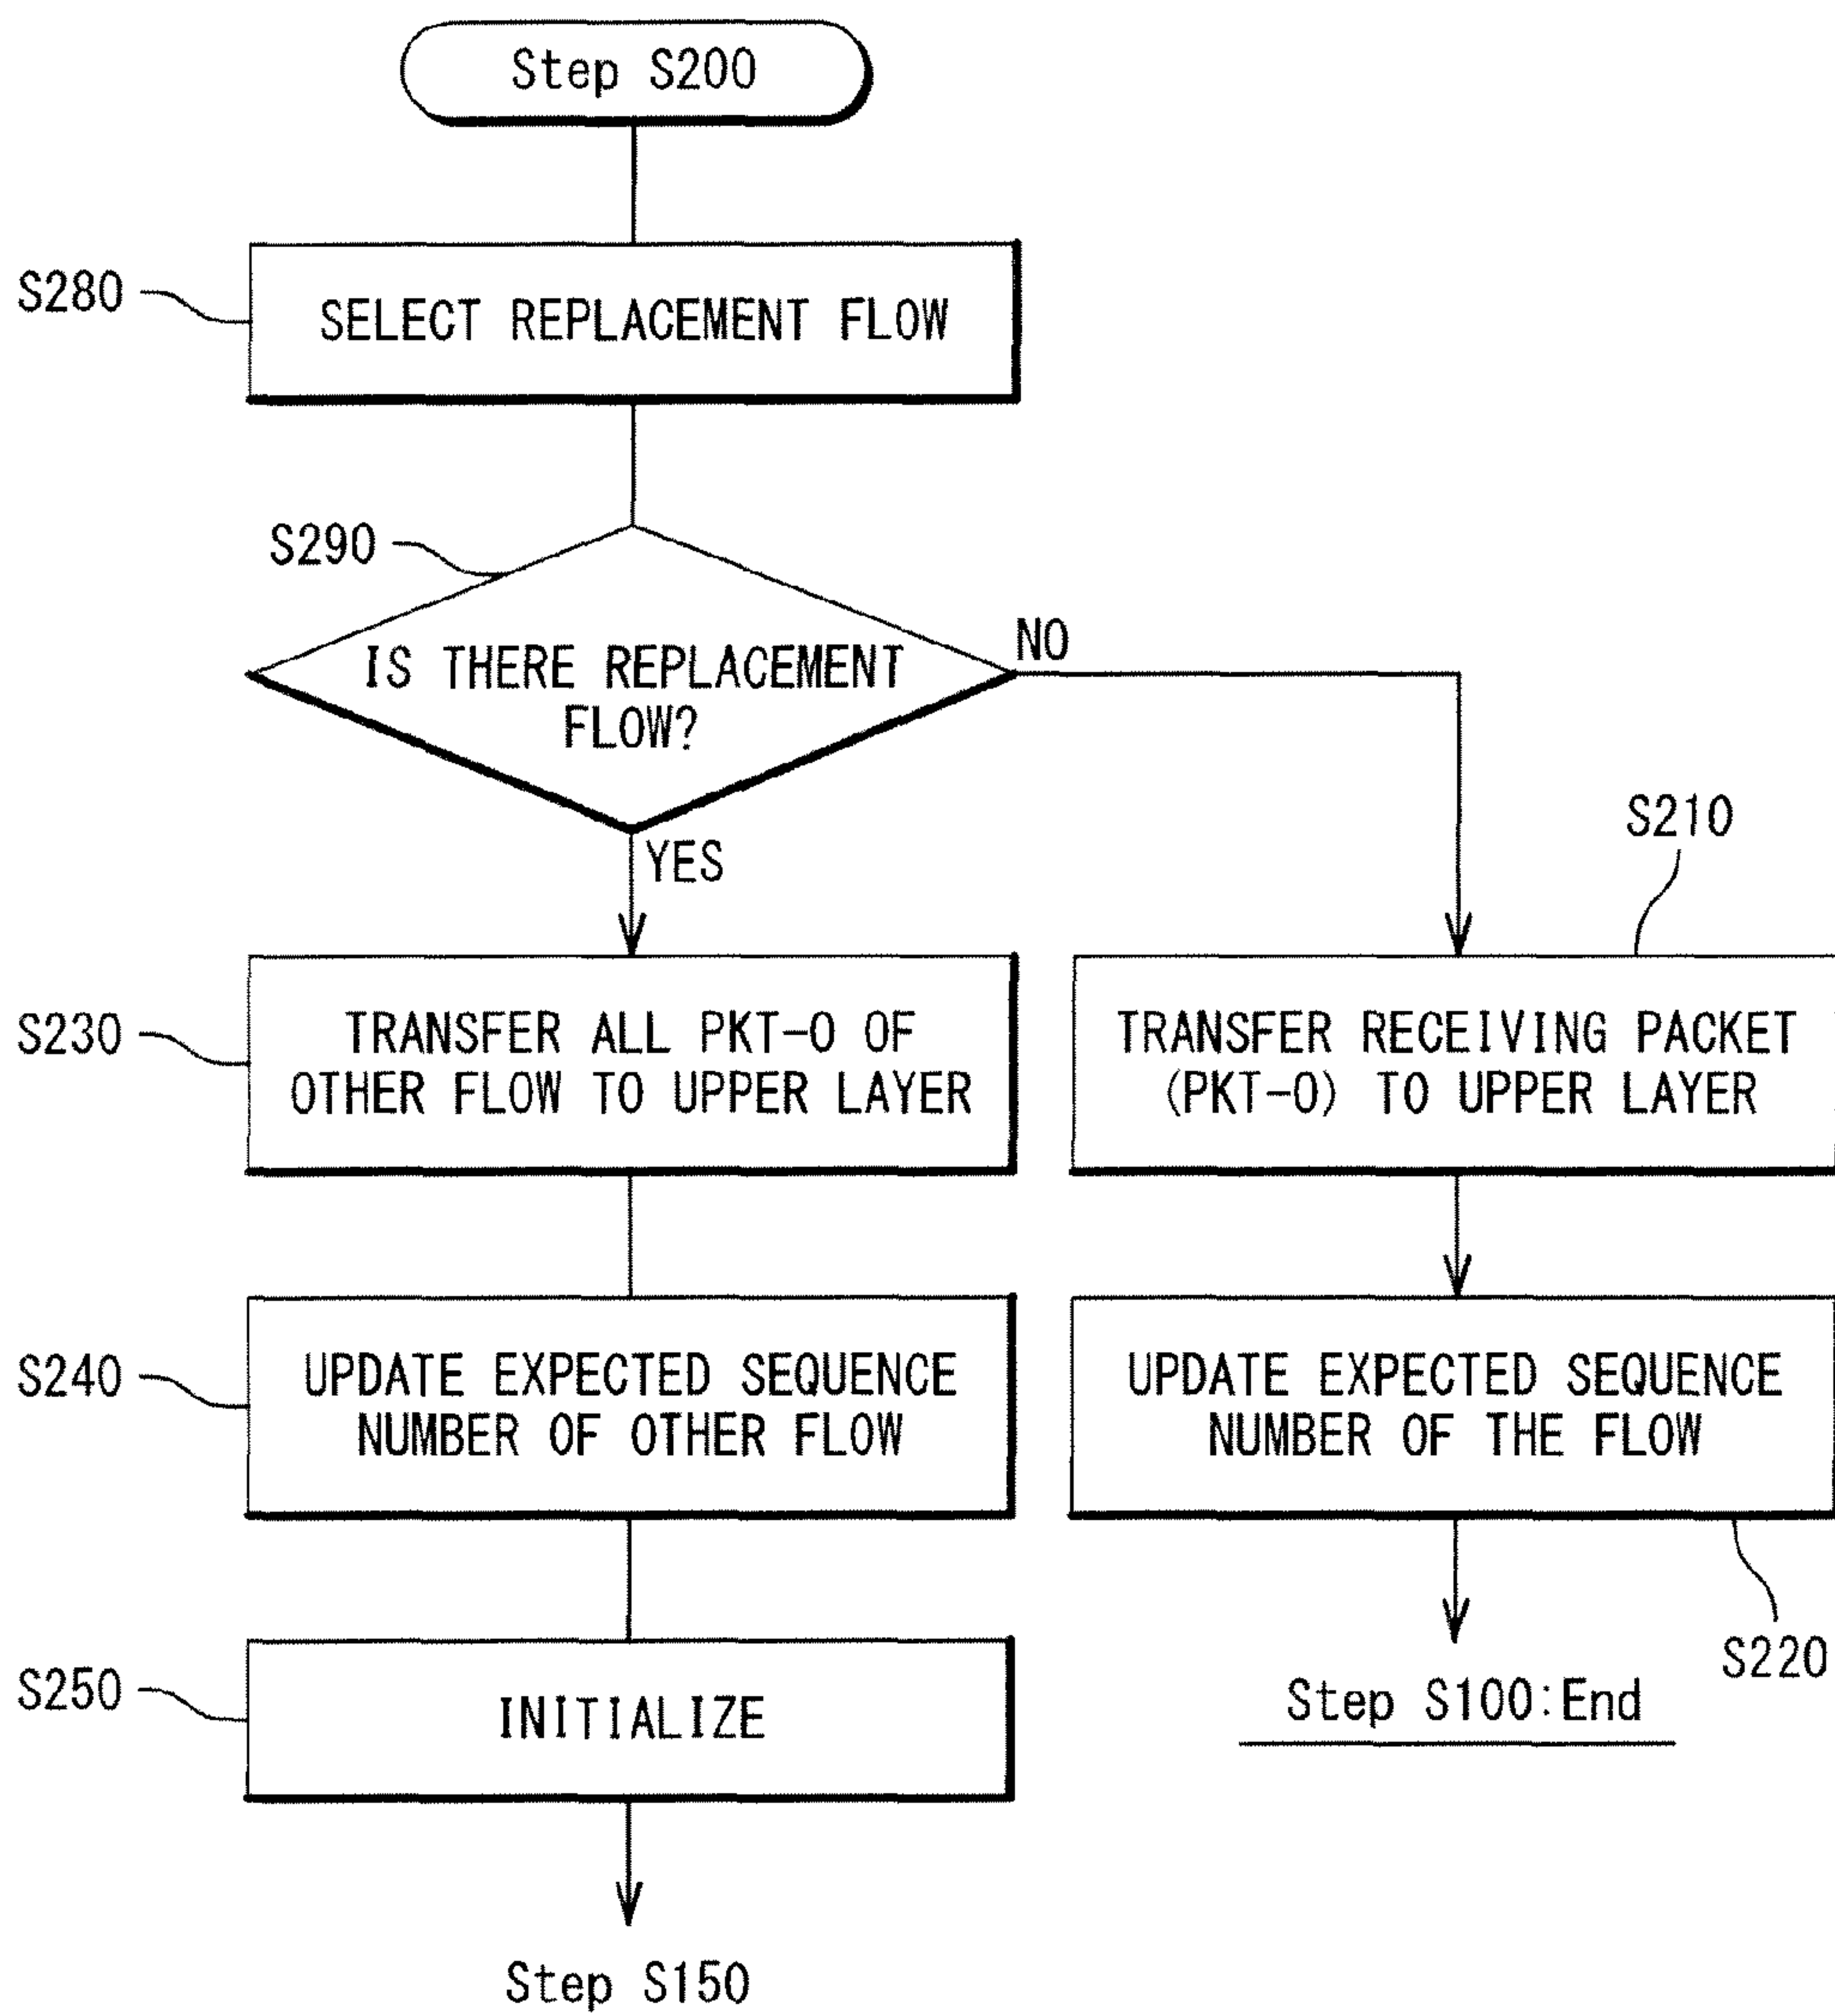 Step S200
S280
SELECT REPLACEMENT FLOW
S290
IS THERE REPLACEMENT
FLOW?
NO
YES
S210
S230
TRANSFER ALL PKT-O OF
OTHER FLOW TO UPPER LAYER
TRANSFER RECEIVING PACKET
(PKT-O) TO UPPER LAYER
S240
UPDATE EXPECTED SEQUENCE
NUMBER OF OTHER FLOW
UPDATE EXPECTED SEQUENCE
NUMBER OF THE FLOW
S220
S250
INITIALIZE
Step S100:End
Step S150